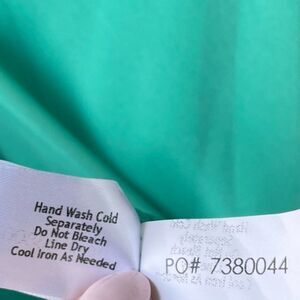 Hand Wash Cold
Separately
Do Not Bleach
Line Dry
Cool Iron As Needed
PO# 7380044